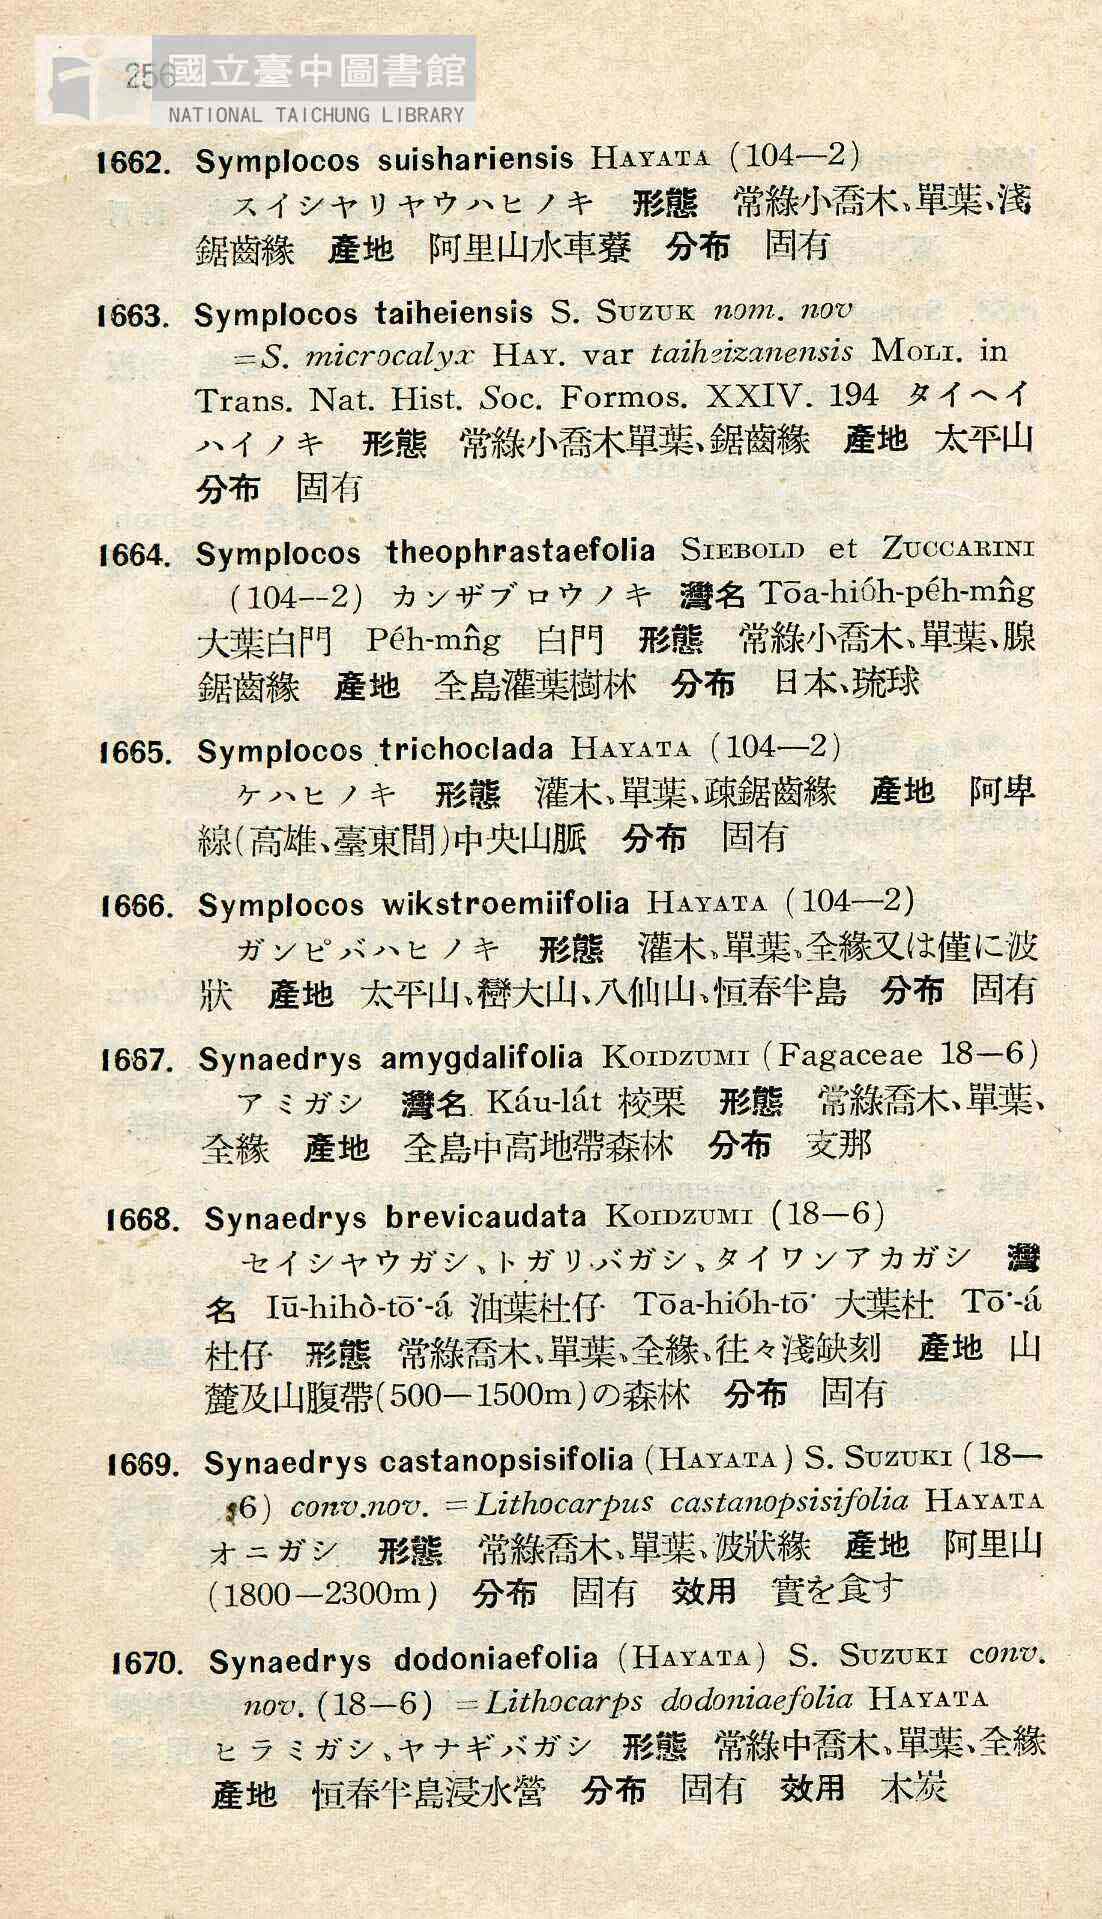 256
國立臺中圖書館
NATIONAL TAICHUNG LIBRARY
1662. Symplocos suishariensis HAYATA (104—2)
スイシヤリヤウハヒノキ 形態 常綠小喬木、單葉、淺
鋸齒緣 產地 阿里山水車藔 分布 固有
1663. Symplocos taiheiensis S. SUZUK nom. nov
=S. microcalyx HAY. var taiheizanensis MOLI. in
Trans. Nat. Hist. Soc. Formos. XXIV. 194 タイヘイ
ハイノキ 形態 常綠小喬木單葉、鋸齒緣 產地 太平山
分布 固有
1664. Symplocos theophrastaefolia SIEBOLD et ZUCCARINI
(104--2) カンザブロウノキ 灣名 Tōa-hióh-péh-mn̂g
大葉白門 Péh-mn̂g 白門 形態 常綠小喬木、單葉、腺
鋸齒緣 產地 全島灌葉樹林 分布 日本、琉球
1665. Symplocos trichoclada HAYATA (104—2)
ケハヒノキ 形態 灌木、單葉、疎鋸齒緣 產地 阿卑
線(高雄、臺東間)中央山脈 分布 固有
1666. Symplocos wikstroemiifolia HAYATA (104—2)
ガンピバハヒノキ 形態 灌木、單葉、全緣又は僅に波
狀 產地 太平山、巒大山、八仙山、恒春半島 分布 固有
1667. Synaedrys amygdalifolia KOIDZUMI (Fagaceae 18—6)
アミガシ 灣名 Káu-lát 校栗 形態 常綠喬木、單葉、
全緣 產地 全島中高地帶森林 分布 支那
1668. Synaedrys brevicaudata KOIDZUMI (18—6)
セイシヤウガシ、トガリバガシ、タイワンアカガシ 灣
名 Iū-hihò-tō·-á 油葉杜仔 Tōa-hióh-tō· 大葉杜 Tō·-á
杜仔 形態 常綠喬木、單葉、全緣、往々淺缺刻 產地 山
麓及山腹帶(500—1500m)の森林 分布 固有
1669. Synaedrys castanopsisifolia (HAYATA) S. SUZUKI (18—
6) conv.nov. =Lithocarpus castanopsisifolia HAYATA
オニガシ 形態 常綠喬木、單葉、波狀緣 產地 阿里山
(1800—2300m) 分布 固有 效用 實を食す
1670. Synaedrys dodoniaefolia (HAYATA) S. SUZUKI conv.
nov. (18—6) =Lithocarps dodoniaefolia HAYATA
ヒラミガシ、ヤナギバガシ 形態 常綠中喬木、單葉、全緣
產地 恒春半島浸水營 分布 固有 效用 木炭